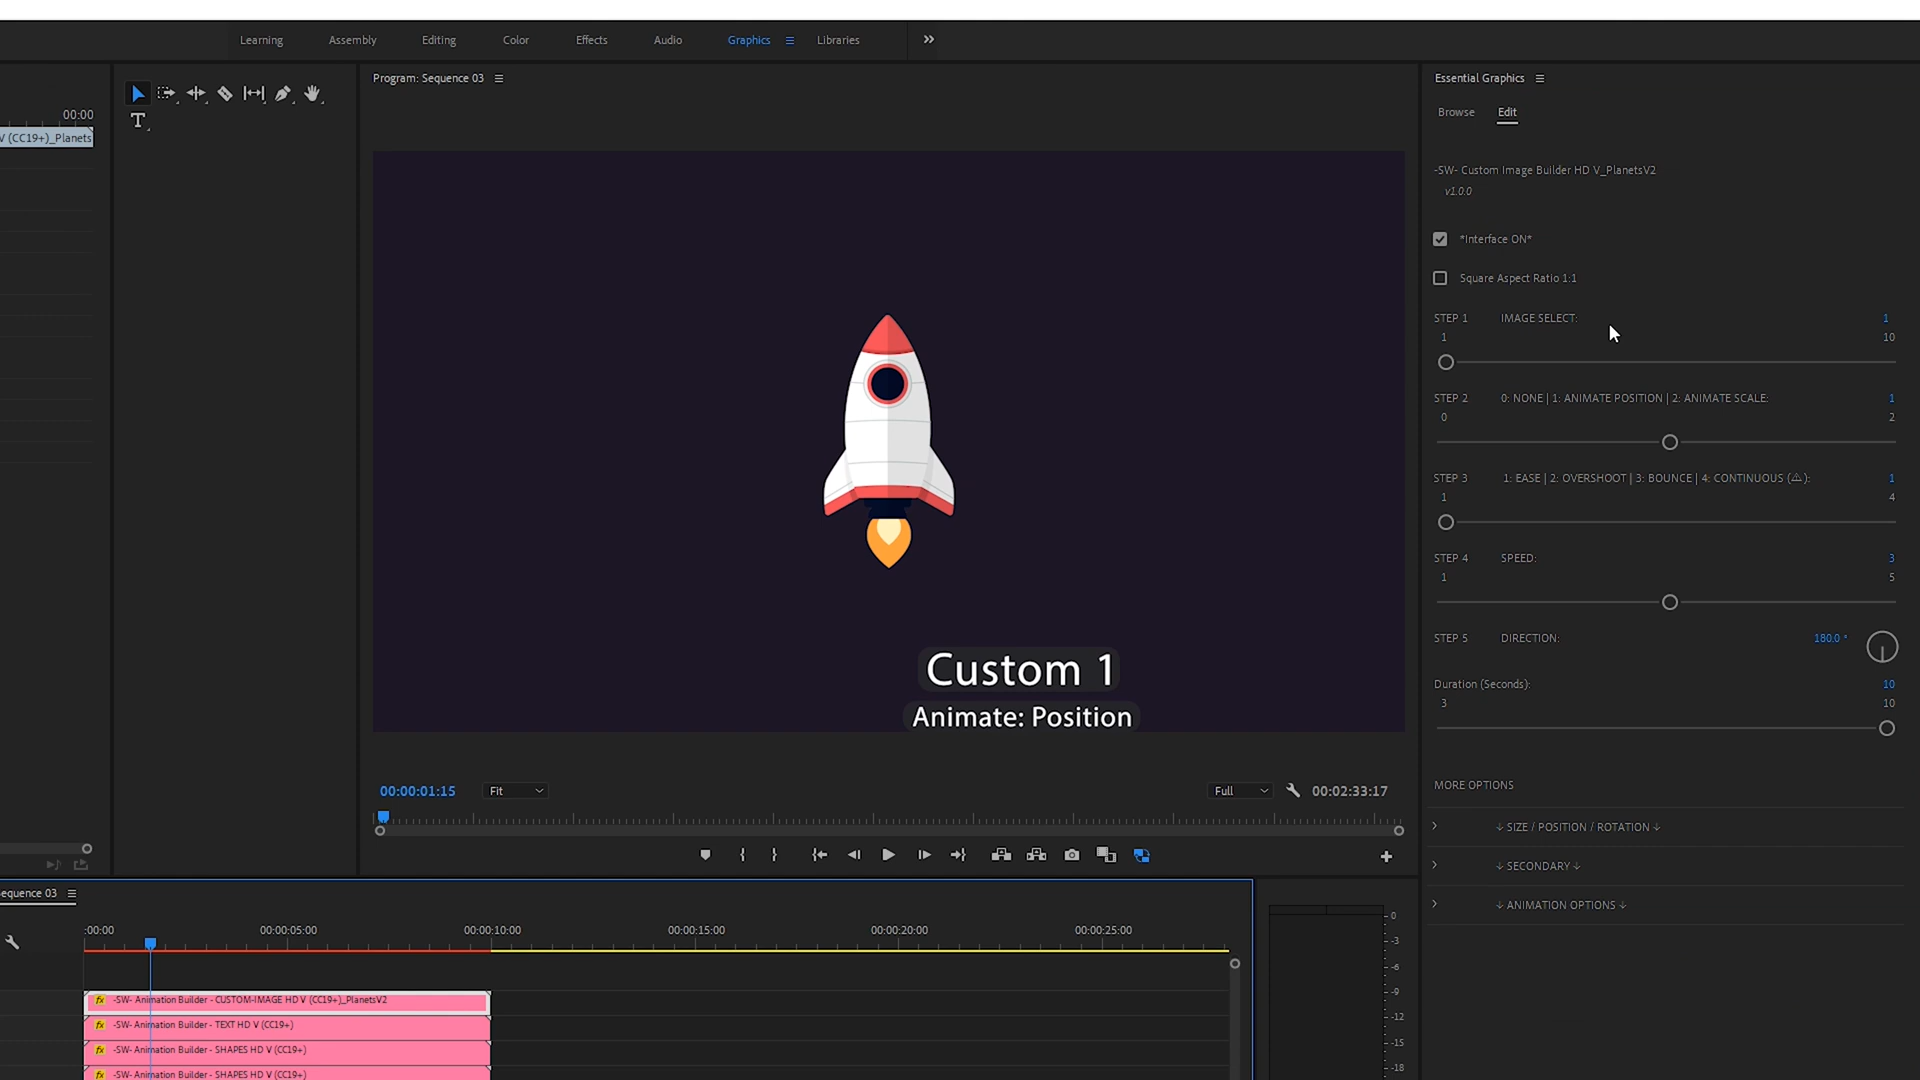 Learning Assembly Editing Color Effects Audio Graphics Libraries
Program: Sequence 03
Essential Graphics
Browse Edit
00:00
V (CC19+)_Planets
-SW- Custom Image Builder HD V_PlanetsV2
v1.0.0
*Interface ON*
Square Aspect Ratio 1:1
STEP 1 IMAGE SELECT: 1
1 10
STEP 2 0: NONE | 1: ANIMATE POSITION | 2: ANIMATE SCALE: 1
0 2
STEP 3 1: EASE | 2: OVERSHOOT | 3: BOUNCE | 4: CONTINUOUS (⚠): 1
1 4
STEP 4 SPEED: 3
1 5
STEP 5 DIRECTION: 180.0 °
Duration (Seconds): 10
3 10
Custom 1
Animate: Position
00:00:01:15 Fit Full 00:02:33:17
MORE OPTIONS
↓ SIZE / POSITION / ROTATION ↓
↓ SECONDARY ↓
↓ ANIMATION OPTIONS ↓
equence 03
:00:00 00:00:05:00 00:00:10:00 00:00:15:00 00:00:20:00 00:00:25:00
fx -SW- Animation Builder - CUSTOM-IMAGE HD V (CC19+)_PlanetsV2
fx -SW- Animation Builder - TEXT HD V (CC19+)
fx -SW- Animation Builder - SHAPES HD V (CC19+)
fx -SW- Animation Builder - SHAPES HD V (CC19+)
0
-3
-6
-9
-12
-15
-18